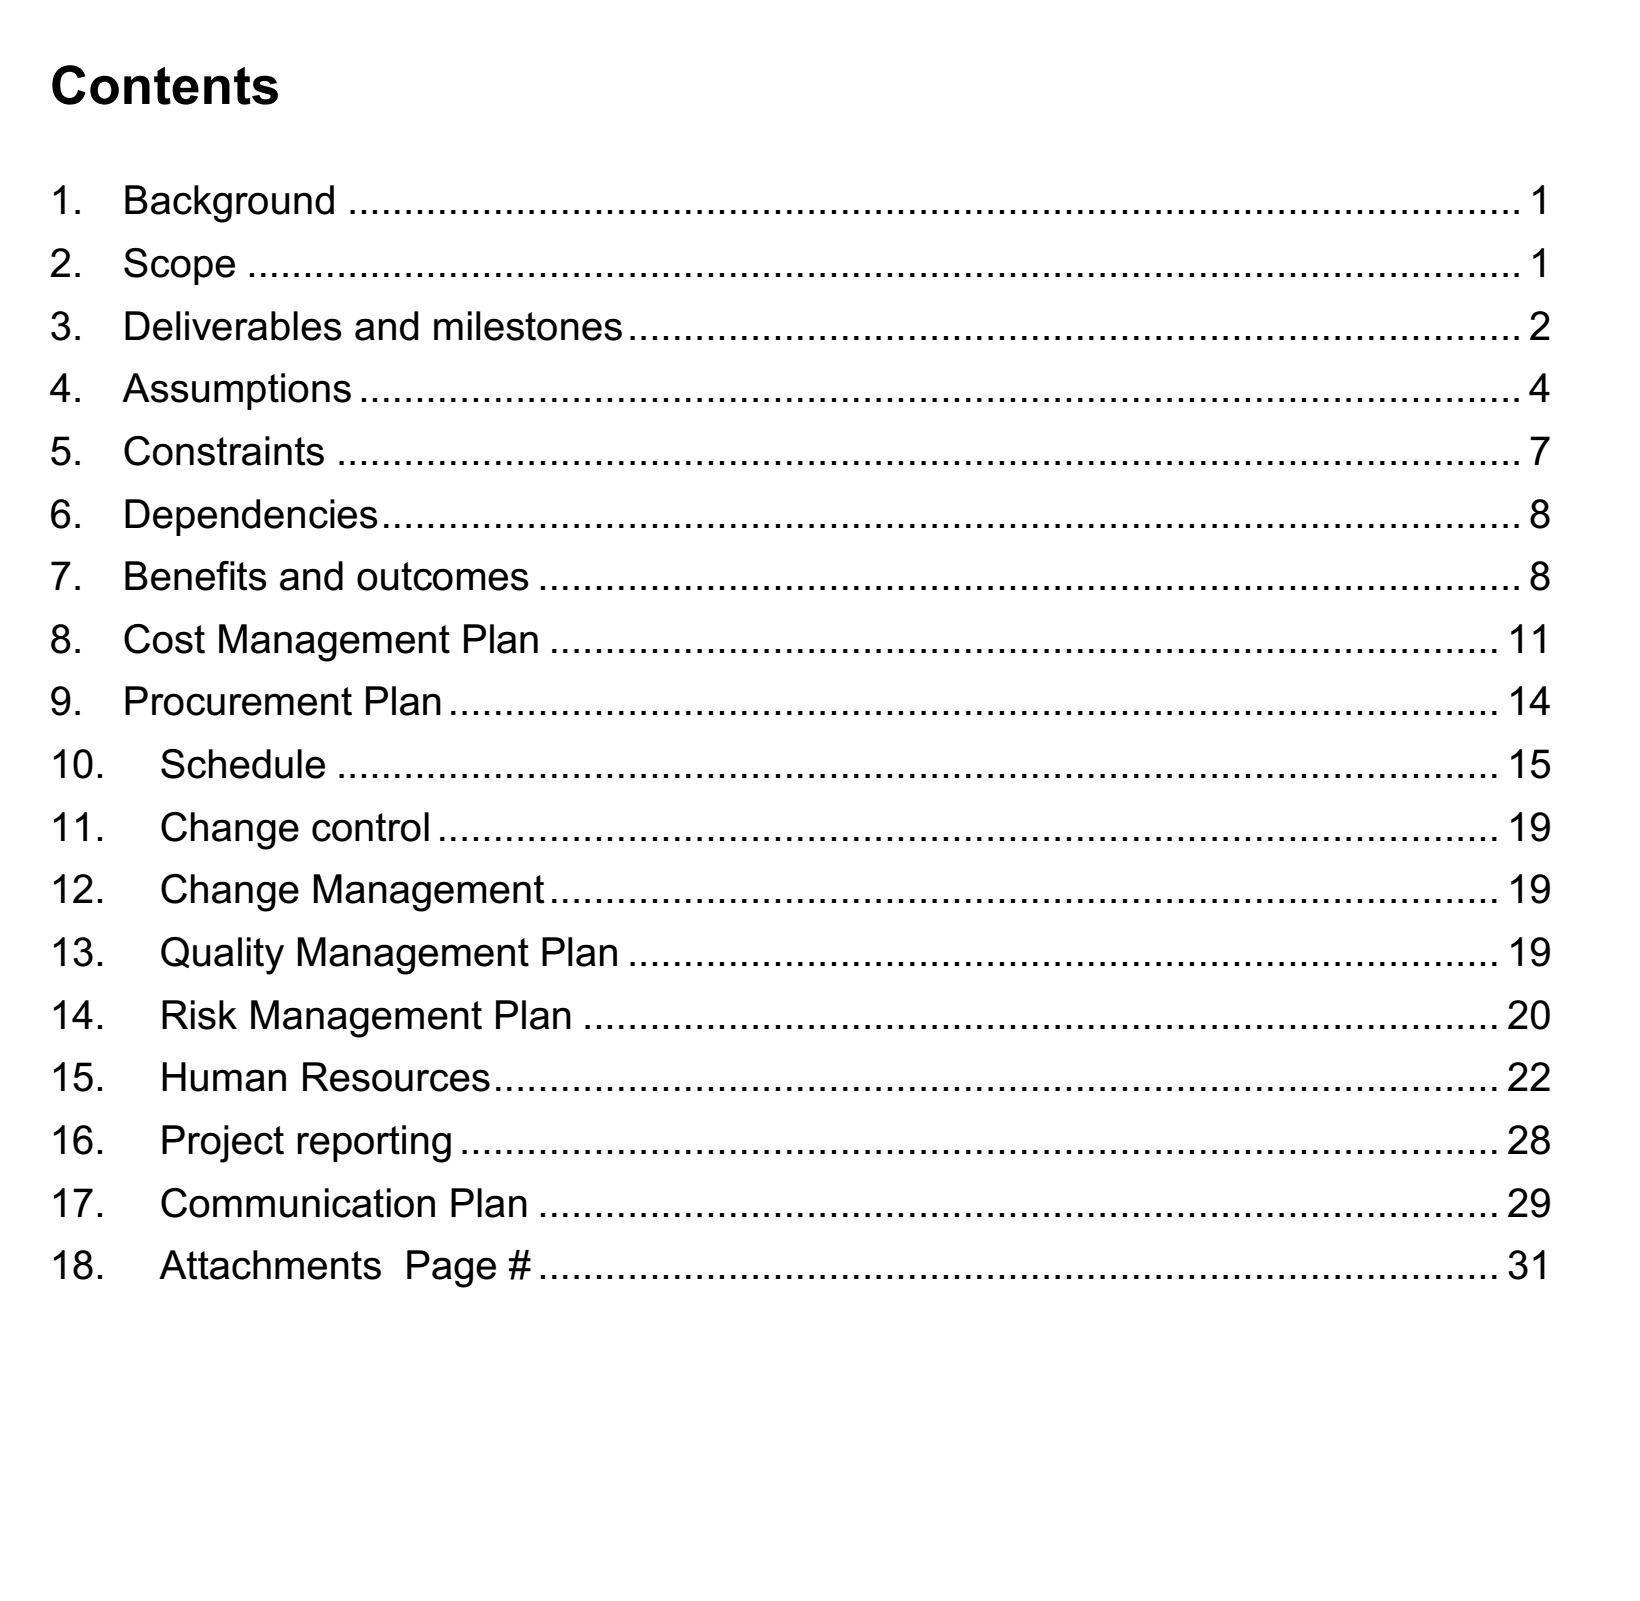 Contents
1. Background ........................................................................................................ 1
2. Scope ................................................................................................................. 1
3. Deliverables and milestones ............................................................................... 2
4. Assumptions ....................................................................................................... 4
5. Constraints ......................................................................................................... 7
6. Dependencies ..................................................................................................... 8
7. Benefits and outcomes ....................................................................................... 8
8. Cost Management Plan .................................................................................... 11
9. Procurement Plan ............................................................................................. 14
10. Schedule ....................................................................................................... 15
11. Change control .............................................................................................. 19
12. Change Management .................................................................................... 19
13. Quality Management Plan ............................................................................. 19
14. Risk Management Plan ................................................................................. 20
15. Human Resources ......................................................................................... 22
16. Project reporting ............................................................................................ 28
17. Communication Plan ..................................................................................... 29
18. Attachments  Page # ..................................................................................... 31